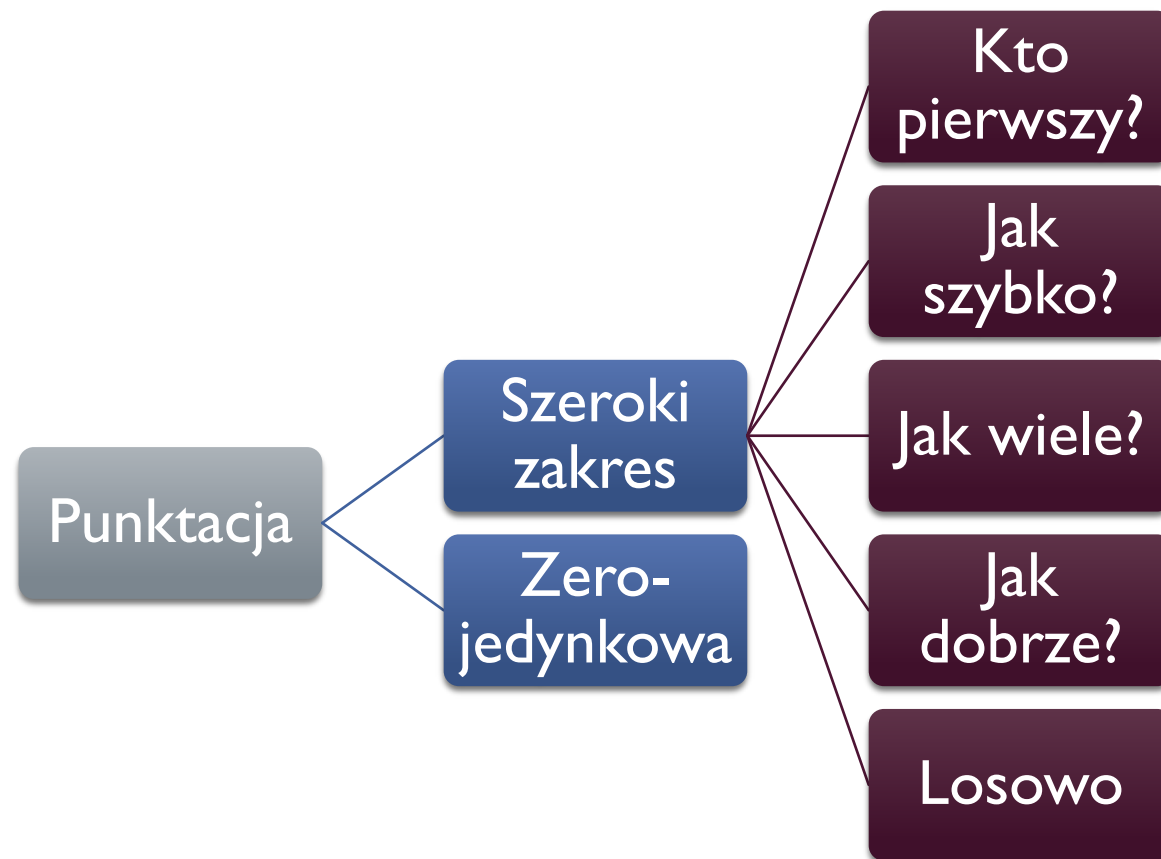 Punktacja
Szeroki
zakres
Zero-
jedynkowa
Kto
pierwszy?
Jak
szybko?
Jak wiele?
Jak
dobrze?
Losowo